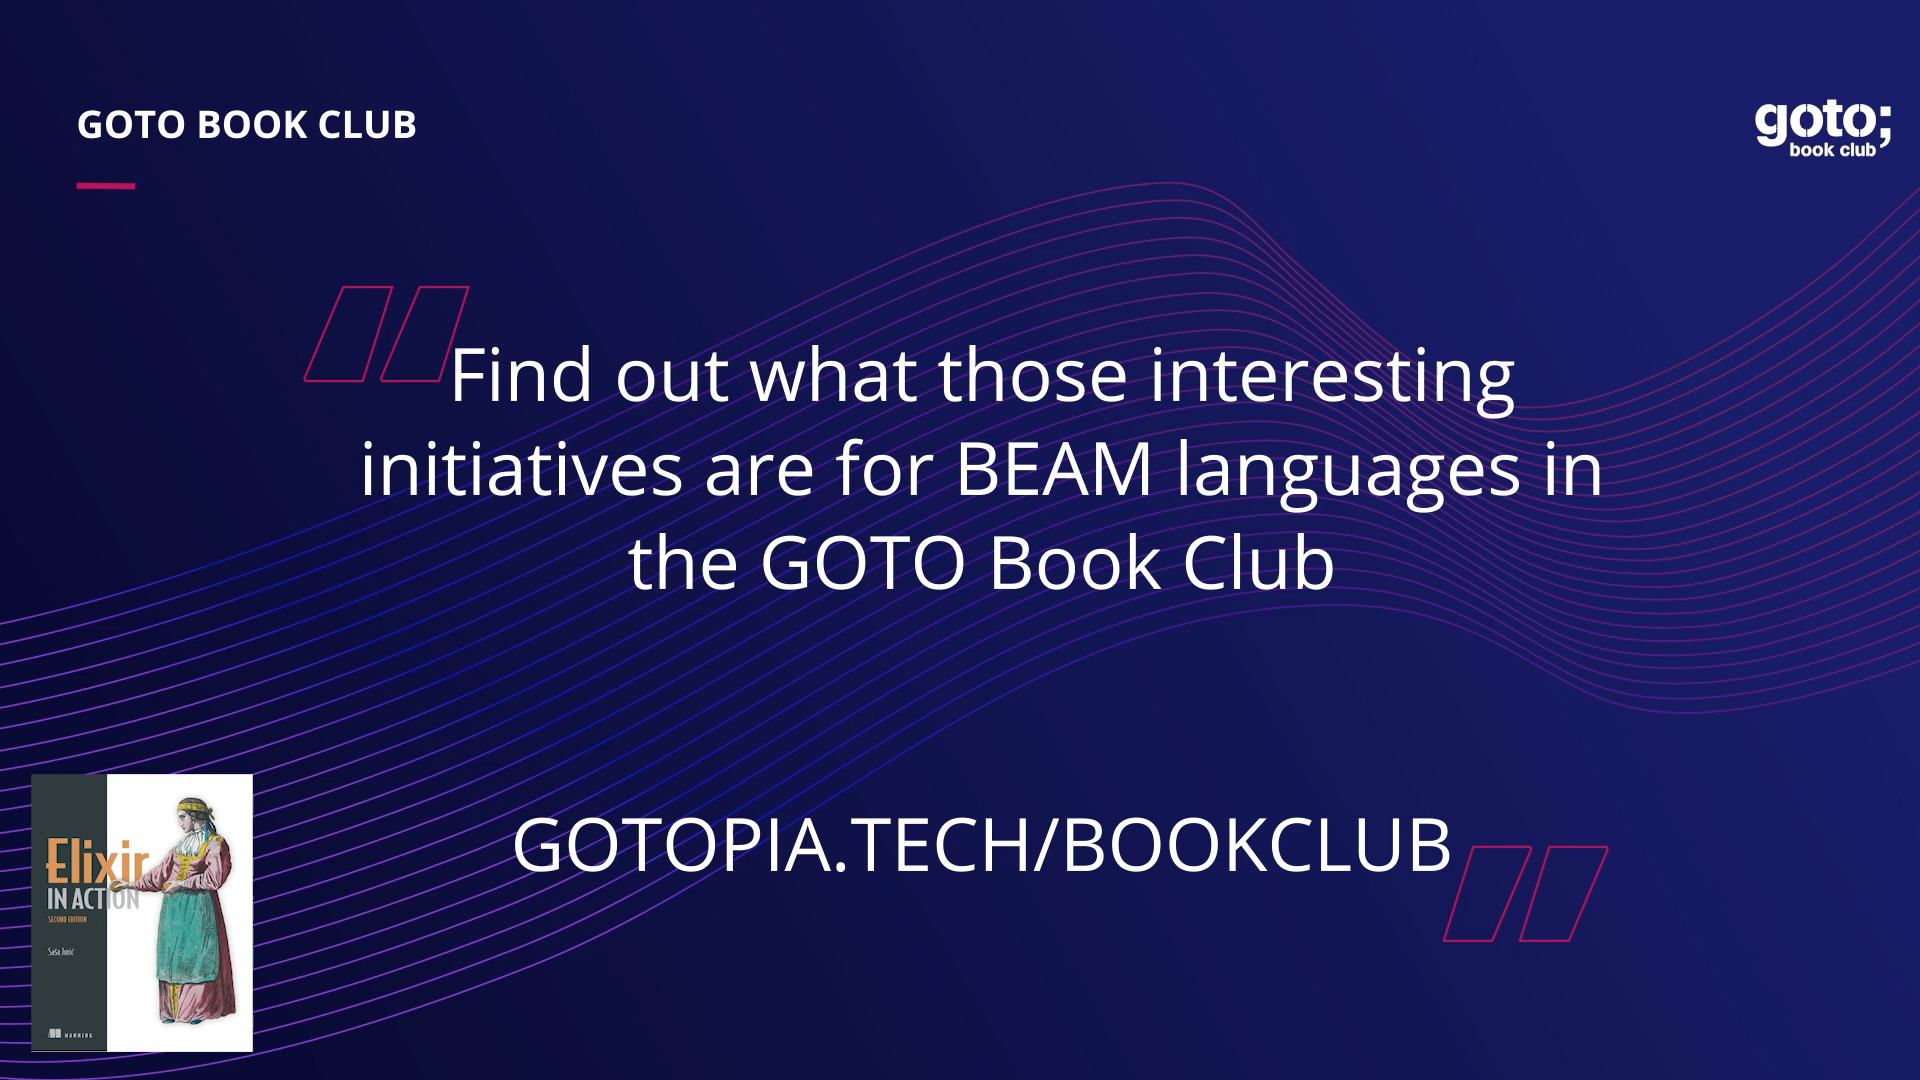 GOTO BOOK CLUB
goto;
book club
Find out what those interesting
initiatives are for BEAM languages in
the GOTO Book Club
GOTOPIA.TECH/BOOKCLUB
Elixir
IN ACTION
SECOND EDITION
Saša Jurić
MANNING